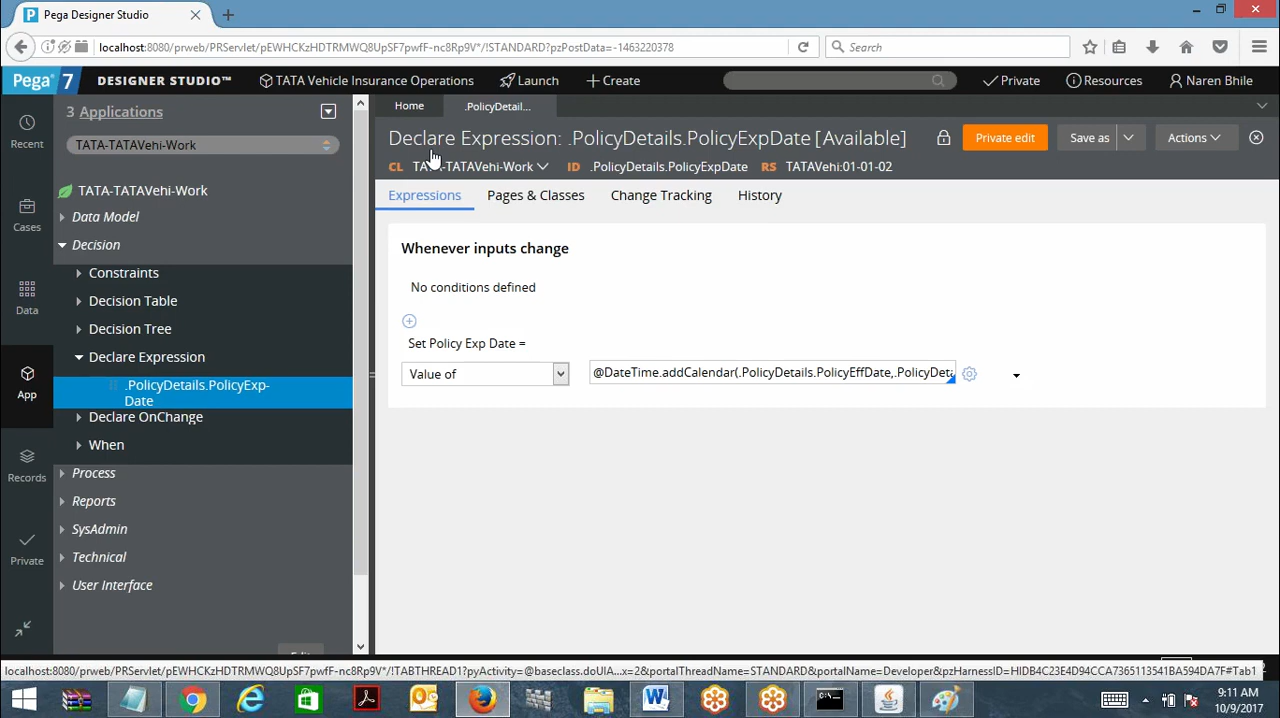 Pega Designer Studio
localhost:8080/prweb/PRServlet/pEWHCKzHDTRMWQ8UpSF7pwfF-nc8Rp9V*/!STANDARD?pzPostData=-1463220378
Search
Pega 7 DESIGNER STUDIO™ TATA Vehicle Insurance Operations Launch Create Private Resources Naren Bhile
3 Applications
Home .PolicyDetail...
Recent
TATA-TATAVehi-Work
Declare Expression: .PolicyDetails.PolicyExpDate [Available]
Private edit Save as Actions
CL TATA-TATAVehi-Work ID .PolicyDetails.PolicyExpDate RS TATAVehi:01-01-02
TATA-TATAVehi-Work
Expressions Pages & Classes Change Tracking History
Cases
Data Model
Decision
Whenever inputs change
Constraints
No conditions defined
Data
Decision Table
Decision Tree
Set Policy Exp Date =
Declare Expression
Value of @DateTime.addCalendar(.PolicyDetails.PolicyEffDate,.PolicyDeta
App
.PolicyDetails.PolicyExp-
Date
Declare OnChange
When
Records
Process
Reports
SysAdmin
Private
Technical
User Interface
localhost:8080/prweb/PRServlet/pEWHCKzHDTRMWQ8UpSF7pwfF-nc8Rp9V*/!TABTHREAD1?pyActivity=@baseclass.doUIA...x=2&portalThreadName=STANDARD&portalName=Developer&pzHarnessID=HIDB4C23E4D94CCA7365113541BA594DA7F#Tab1
9:11 AM
10/9/2017